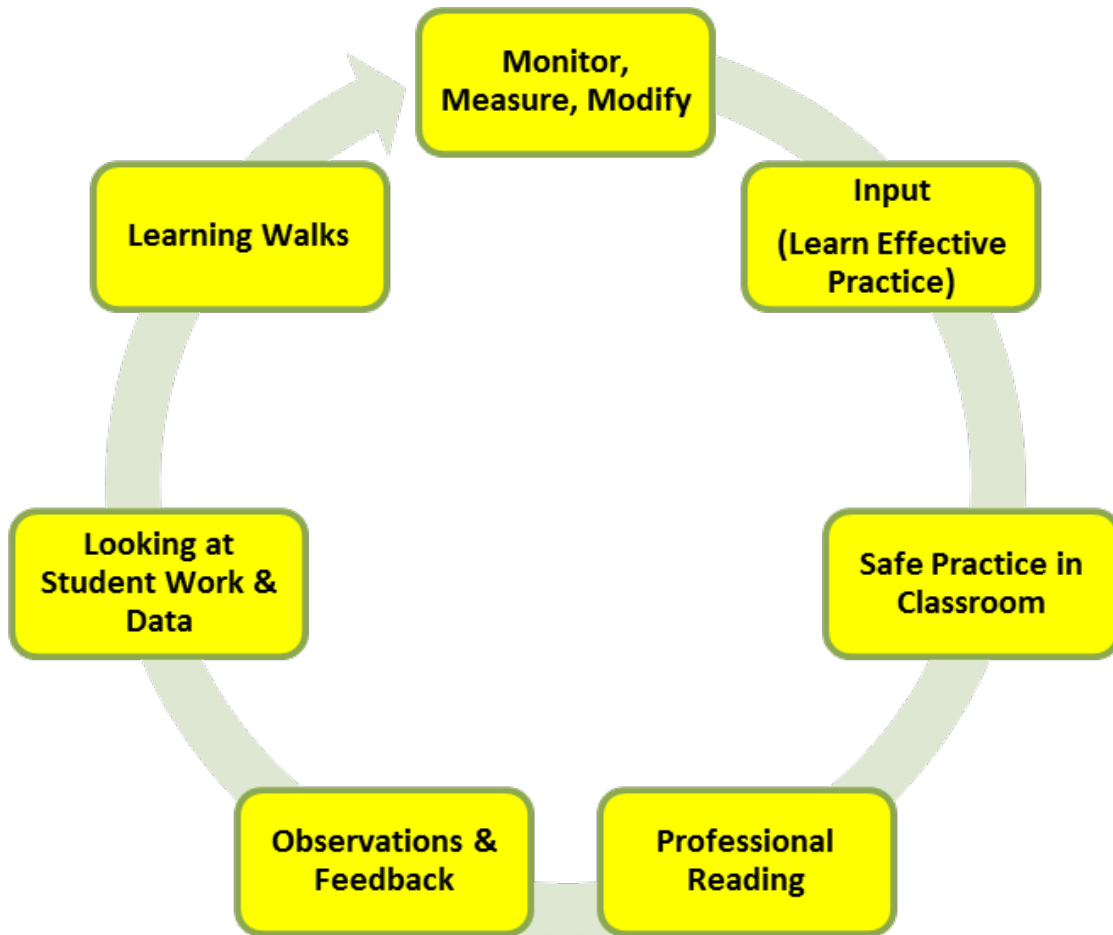 Monitor,
Measure, Modify
Input
(Learn Effective
Practice)
Safe Practice in
Classroom
Professional
Reading
Observations &
Feedback
Looking at
Student Work &
Data
Learning Walks